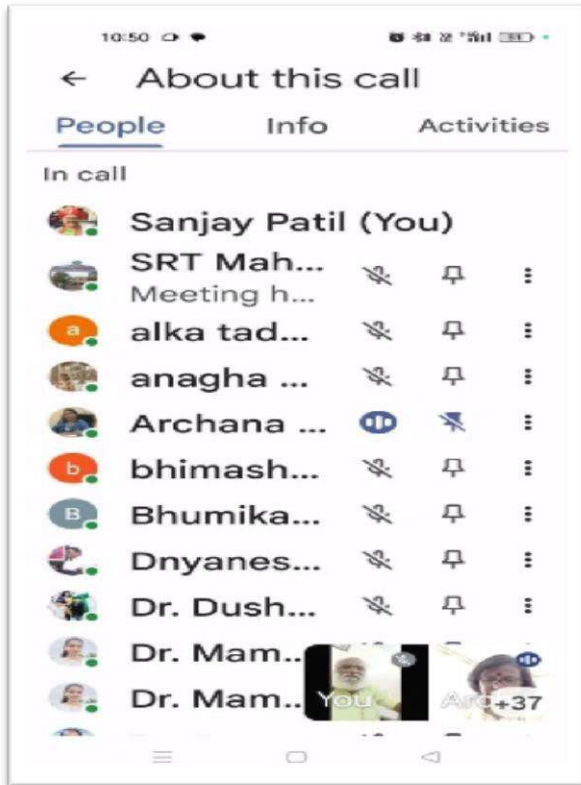 10:50
About this call
People Info Activities
In call
Sanjay Patil (You)
SRT Mah...
Meeting h...
a alka tad...
anagha ...
Archana ...
b bhimash...
B Bhumika...
Dnyanes...
Dr. Dush...
Dr. Mam...
Dr. Mam...
You
+37